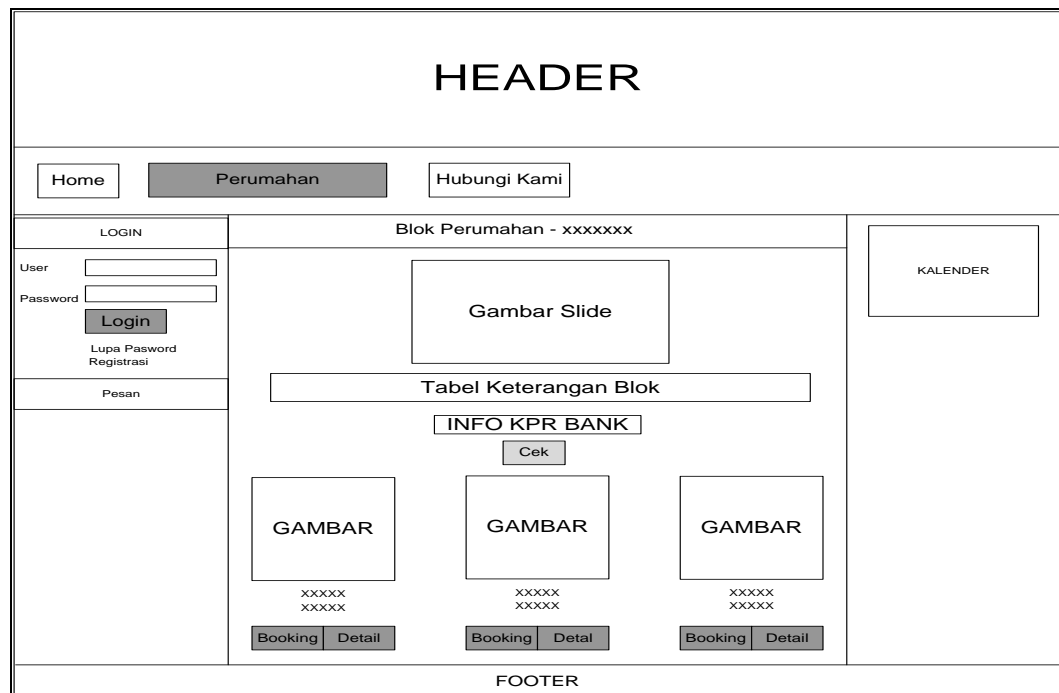 HEADER
Home
Perumahan
Hubungi Kami
LOGIN
User
Password
Login
Lupa Pasword
Registrasi
Pesan
Blok Perumahan - xxxxxxx
Gambar Slide
Tabel Keterangan Blok
INFO KPR BANK
Cek
GAMBAR
xxxxx
xxxxx
Booking Detail
GAMBAR
xxxxx
xxxxx
Booking Detal
GAMBAR
xxxxx
xxxxx
Booking Detail
KALENDER
FOOTER